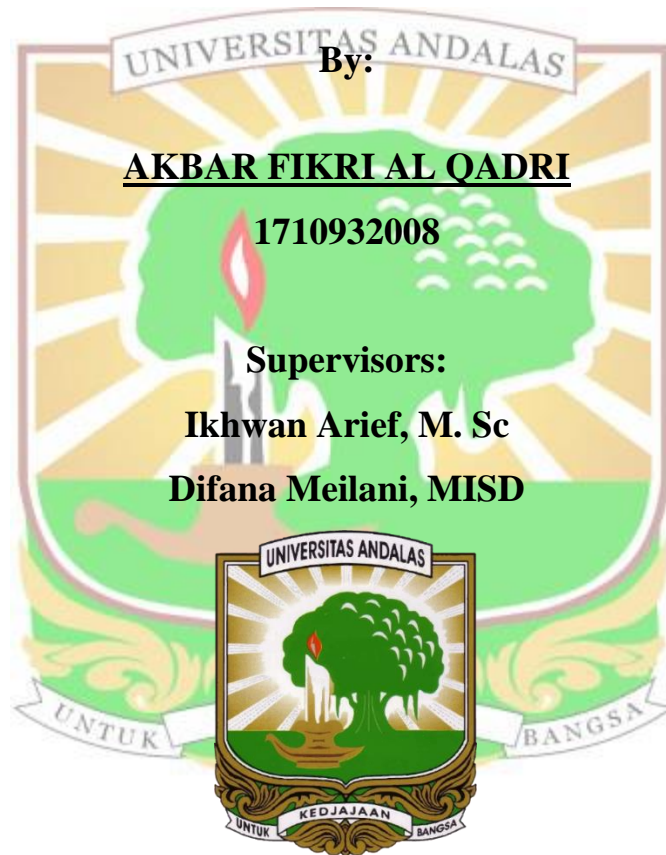 UNIVERSITAS ANDALAS
By:
AKBAR FIKRI AL QADRI
1710932008
Supervisors:
Ikhwan Arief, M. Sc
Difana Meilani, MISD
UNIVERSITAS ANDALAS
UNTUK BANGSA
KEDJAJAAN
UNTUK BANGSA